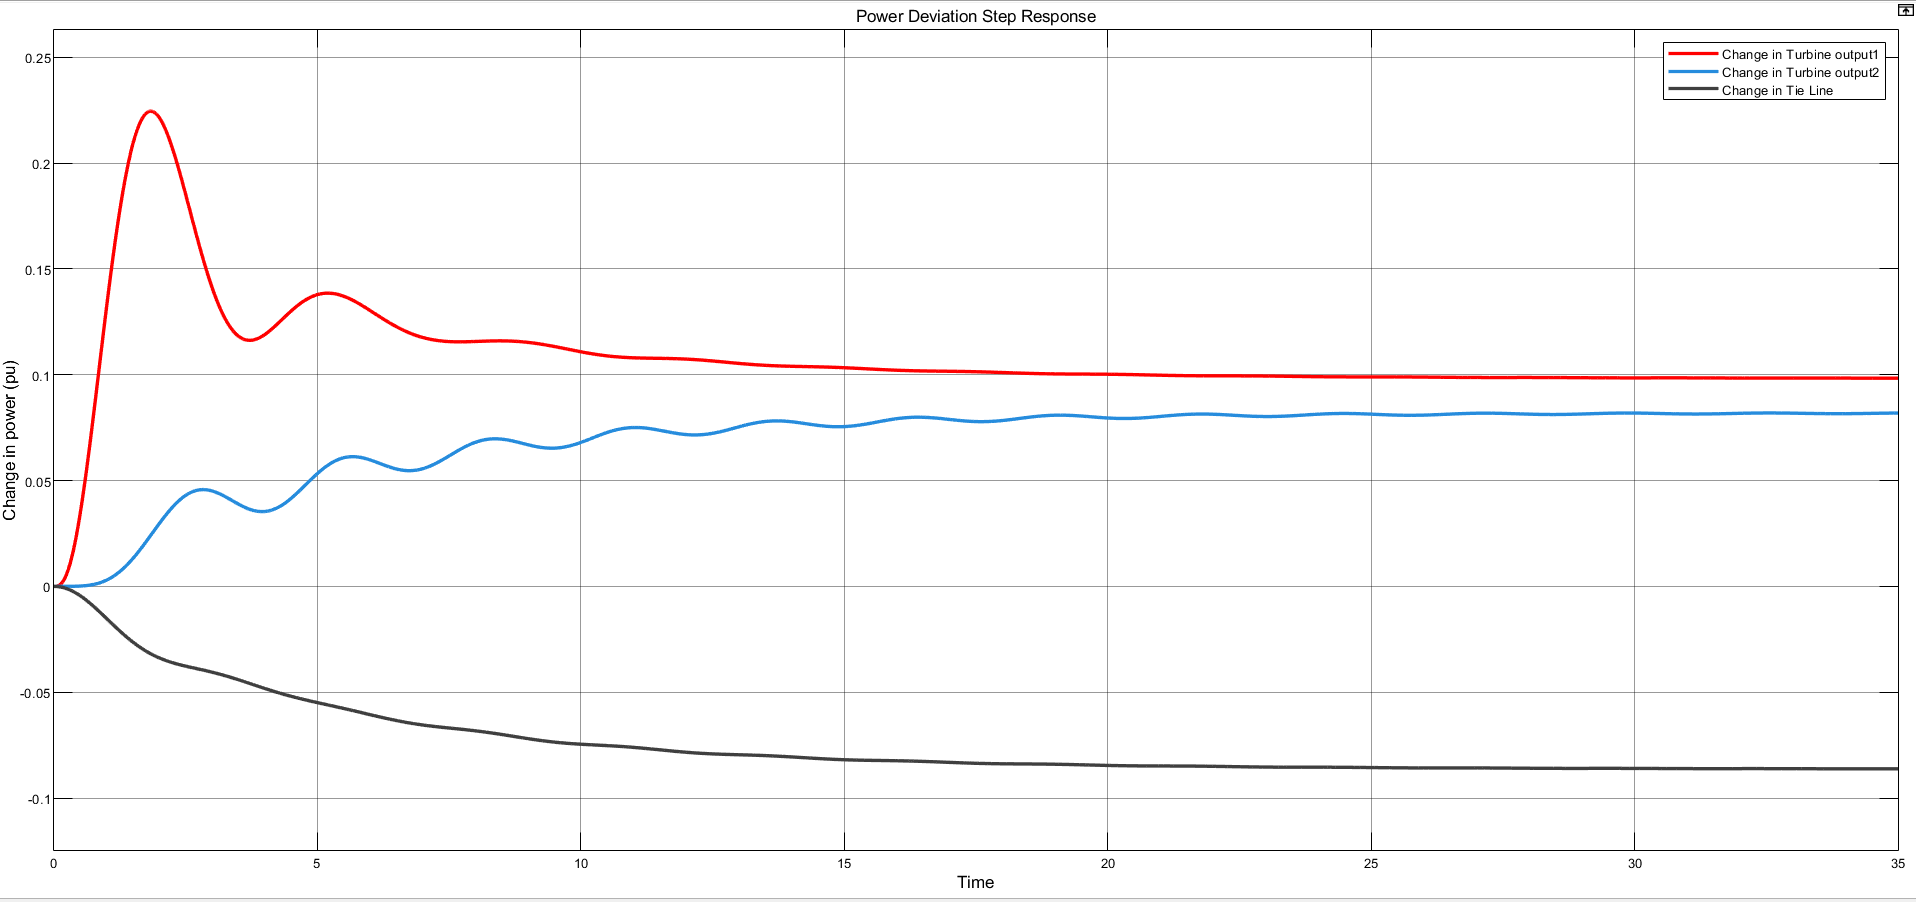 Power Deviation Step Response
Change in Turbine output1
Change in Turbine output2
Change in Tie Line
Change in power (pu)
0.25
0.2
0.15
0.1
0.05
0
-0.05
-0.1
0 5 10 15 20 25 30 35
Time